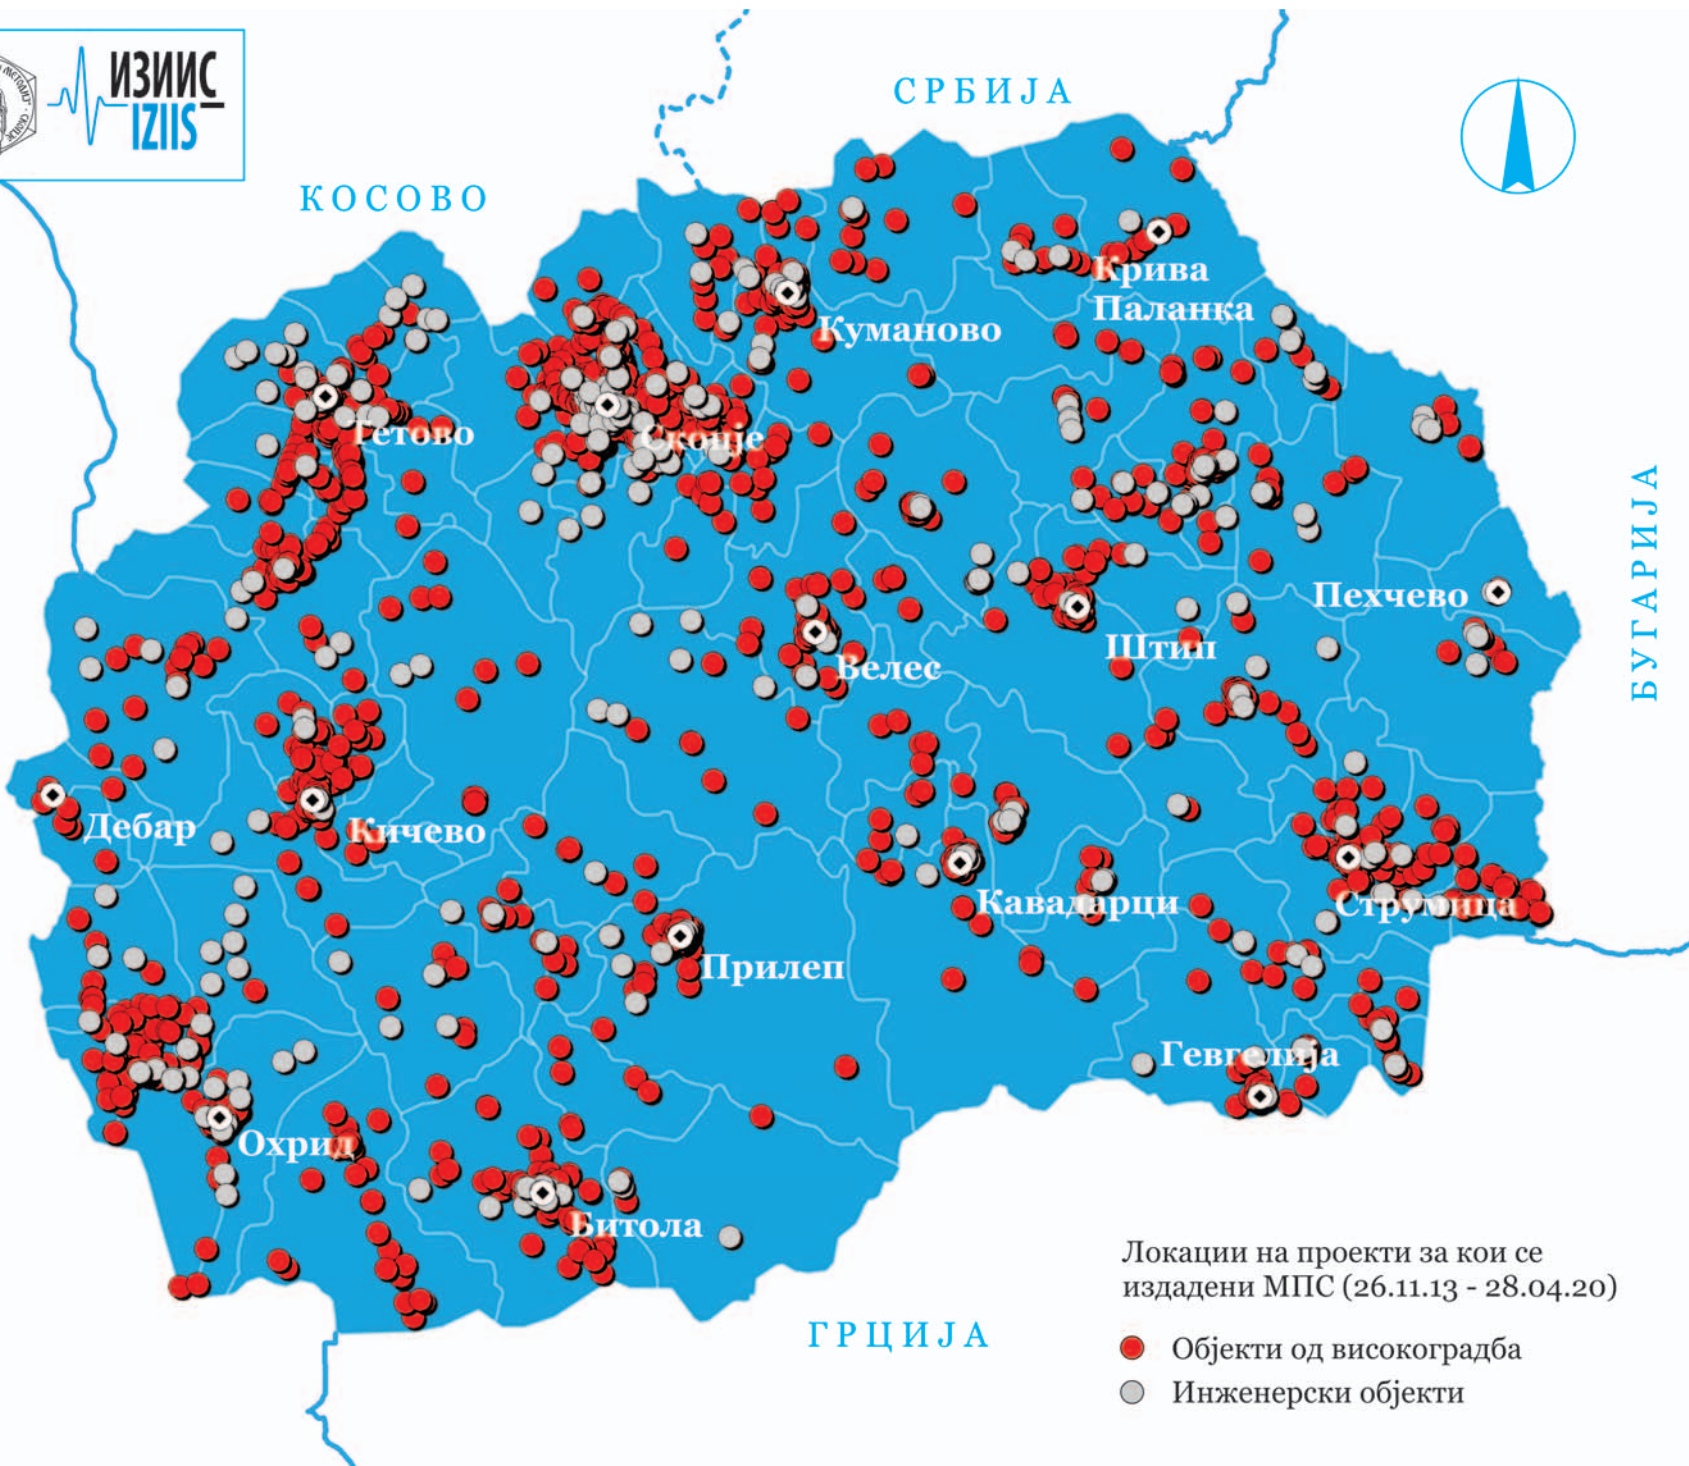 ИЗИИС
IZIIS
СРБИЈА
КОСОВО
Крива
Паланка
Куманово
Тетово
Скопје
БУГАРИЈА
Пехчево
Штип
Велес
Дебар
Кичево
Кавадарци
Струмица
Прилеп
Гевгелија
Охрид
Битола
ГРЦИЈА
Локации на проекти за кои се
издадени МПС (26.11.13 - 28.04.20)
Објекти од високоградба
Инженерски објекти